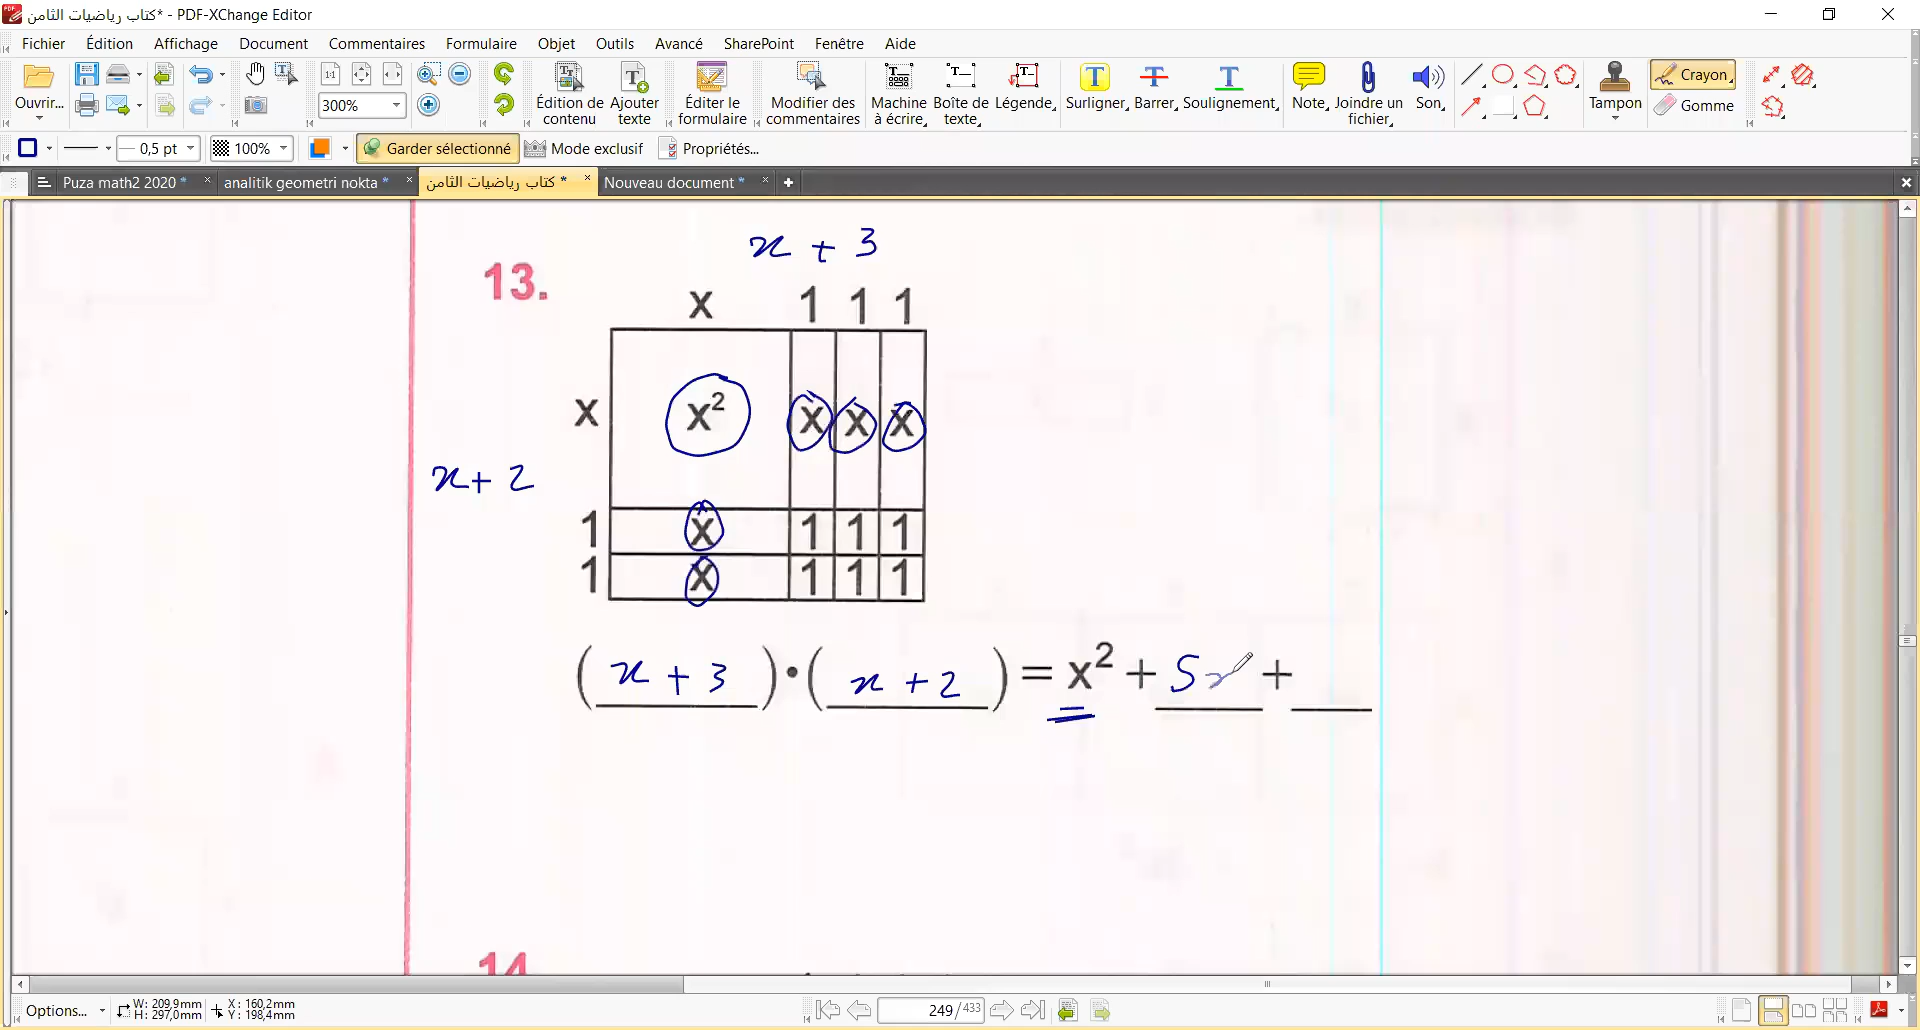 كتاب رياضيات الثامن* - PDF-XChange Editor
Fichier Édition Affichage Document Commentaires Formulaire Objet Outils Avancé SharePoint Fenêtre Aide
Ouvrir... 300% Édition de contenu Ajouter texte Éditer le formulaire Modifier des commentaires Machine à écrire Boîte de texte Légende Surligner Barrer Soulignement Note Joindre un fichier Son Tampon Crayon Gomme
0,5 pt 100% Garder sélectionné Mode exclusif Propriétés...
Puza math2 2020 * analitik geometri nokta * كتاب رياضيات الثامن * Nouveau document *
x + 3
13.
x 1 1 1
x x² x x x
x + 2
1 x 1 1 1
1 x 1 1 1
( x + 3 ) • ( x + 2 ) = x² + 5x +
14
Options... W: 209,9mm H: 297,0mm X: 160,2mm Y: 198,4mm 249 / 433